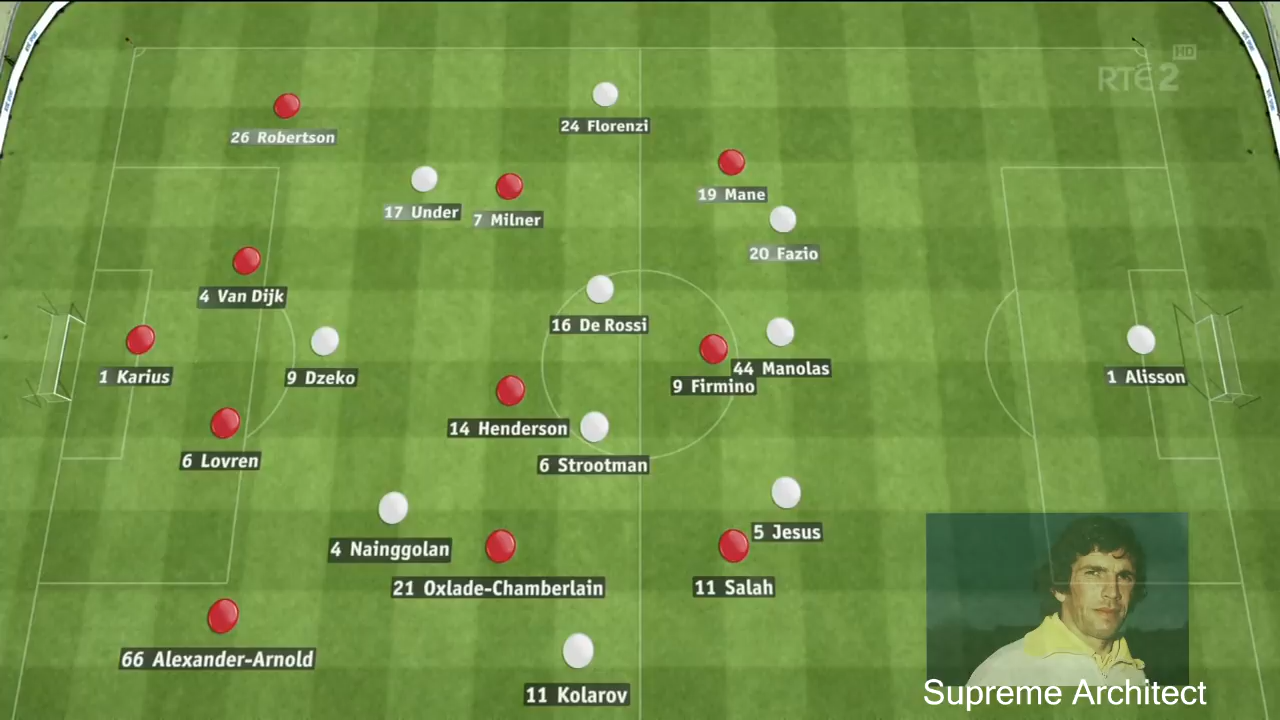 RTÉ 2 HD
26 Robertson
24 Florenzi
19 Mane
17 Under
7 Milner
20 Fazio
4 Van Dijk
16 De Rossi
1 Karius
9 Dzeko
44 Manolas
9 Firmino
1 Alisson
14 Henderson
6 Lovren
6 Strootman
5 Jesus
4 Nainggolan
21 Oxlade-Chamberlain
11 Salah
66 Alexander-Arnold
11 Kolarov
Supreme Architect